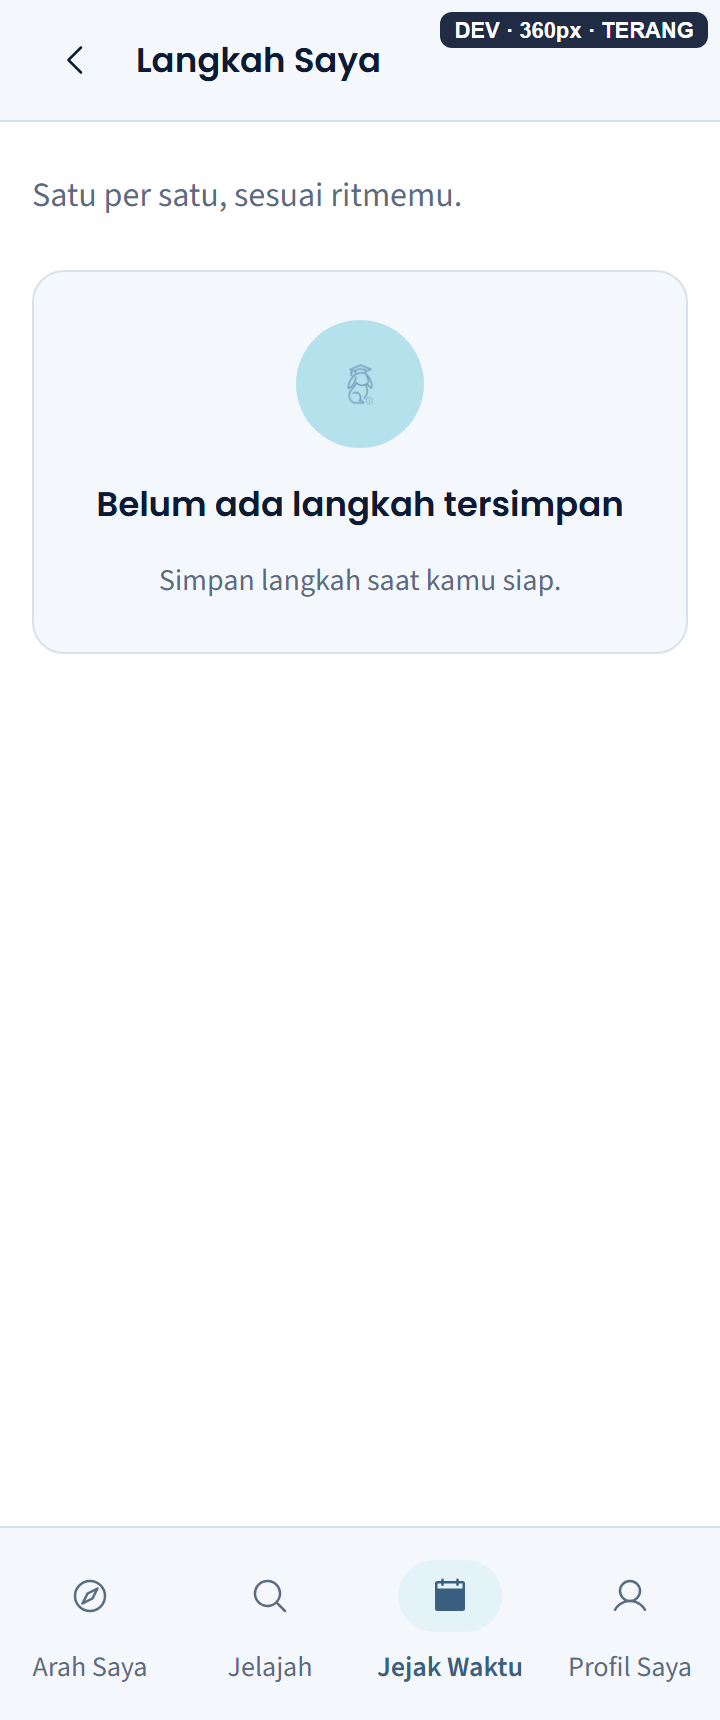 DEV · 360px · TERANG
Langkah Saya
Satu per satu, sesuai ritmemu.
Belum ada langkah tersimpan
Simpan langkah saat kamu siap.
Arah Saya
Jelajah
Jejak Waktu
Profil Saya